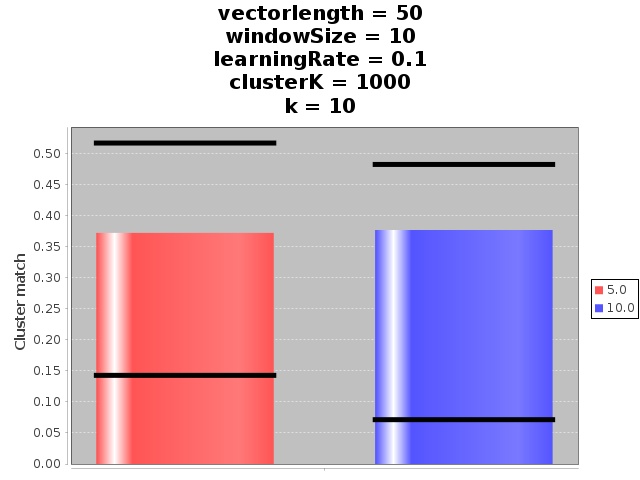 vectorlength = 50
windowSize = 10
learningRate = 0.1
clusterK = 1000
k = 10
0.50
0.45
0.40
0.35
0.30
0.25
0.20
0.15
0.10
0.05
0.00
Cluster match
5.0
10.0